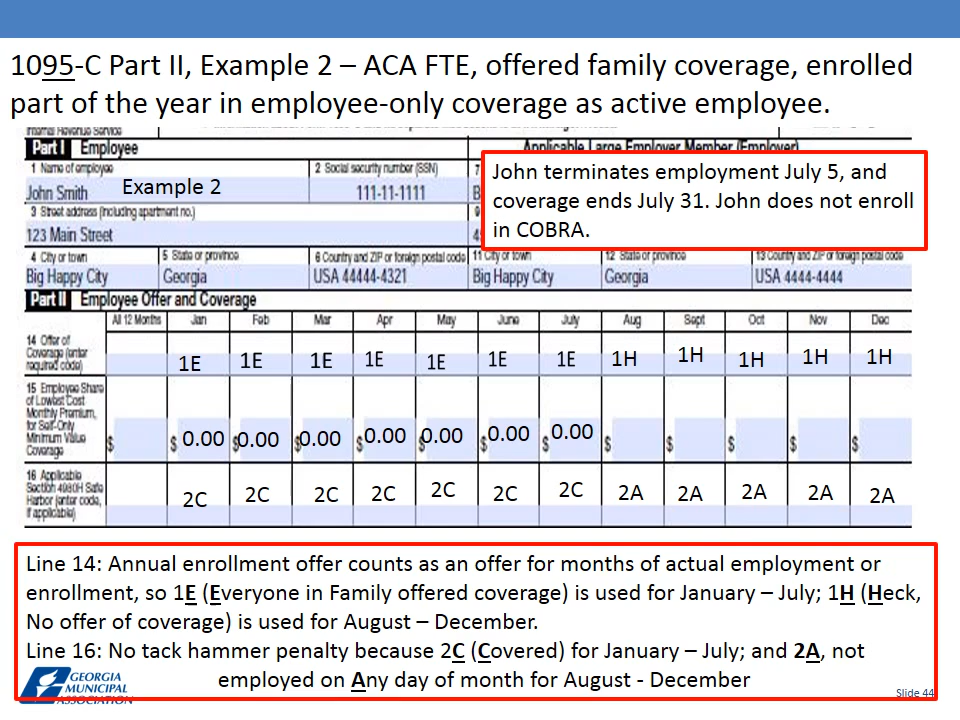 1095-C Part II, Example 2 – ACA FTE, offered family coverage, enrolled
part of the year in employee-only coverage as active employee.
Internal Revenue Service
Part I Employee Applicable Large Employer Member (Employer)
1 Name of employee 2 Social security number (SSN) 7
John Smith Example 2 111-11-1111 B
John terminates employment July 5, and
coverage ends July 31. John does not enroll
in COBRA.
3 Street address (including apartment no.) 9
123 Main Street 4
4 City or town 5 State or province 6 Country and ZIP or foreign postal code 11 City or town 12 State or province 13 Country and ZIP or foreign postal code
Big Happy City Georgia USA 44444-4321 Big Happy City Georgia USA 4444-4444
Part II Employee Offer and Coverage
All 12 Months Jan Feb Mar Apr May June July Aug Sept Oct Nov Dec
14 Offer of
Coverage (enter
required code) 1E 1E 1E 1E 1E 1E 1E 1H 1H 1H 1H 1H
15 Employee Share
of Lowest Cost
Monthly Premium,
for Self-Only
Minimum Value
Coverage $ $ 0.00 $0.00 $0.00 $0.00 $0.00 $0.00 $0.00 $ $ $ $ $
16 Applicable
Section 4980H Safe
Harbor (enter code,
if applicable) 2C 2C 2C 2C 2C 2C 2C 2A 2A 2A 2A 2A
Line 14: Annual enrollment offer counts as an offer for months of actual employment or
enrollment, so 1E (Everyone in Family offered coverage) is used for January – July; 1H (Heck,
No offer of coverage) is used for August – December.
Line 16: No tack hammer penalty because 2C (Covered) for January – July; and 2A, not
employed on Any day of month for August - December
GEORGIA
MUNICIPAL
ASSOCIATION
Slide 44